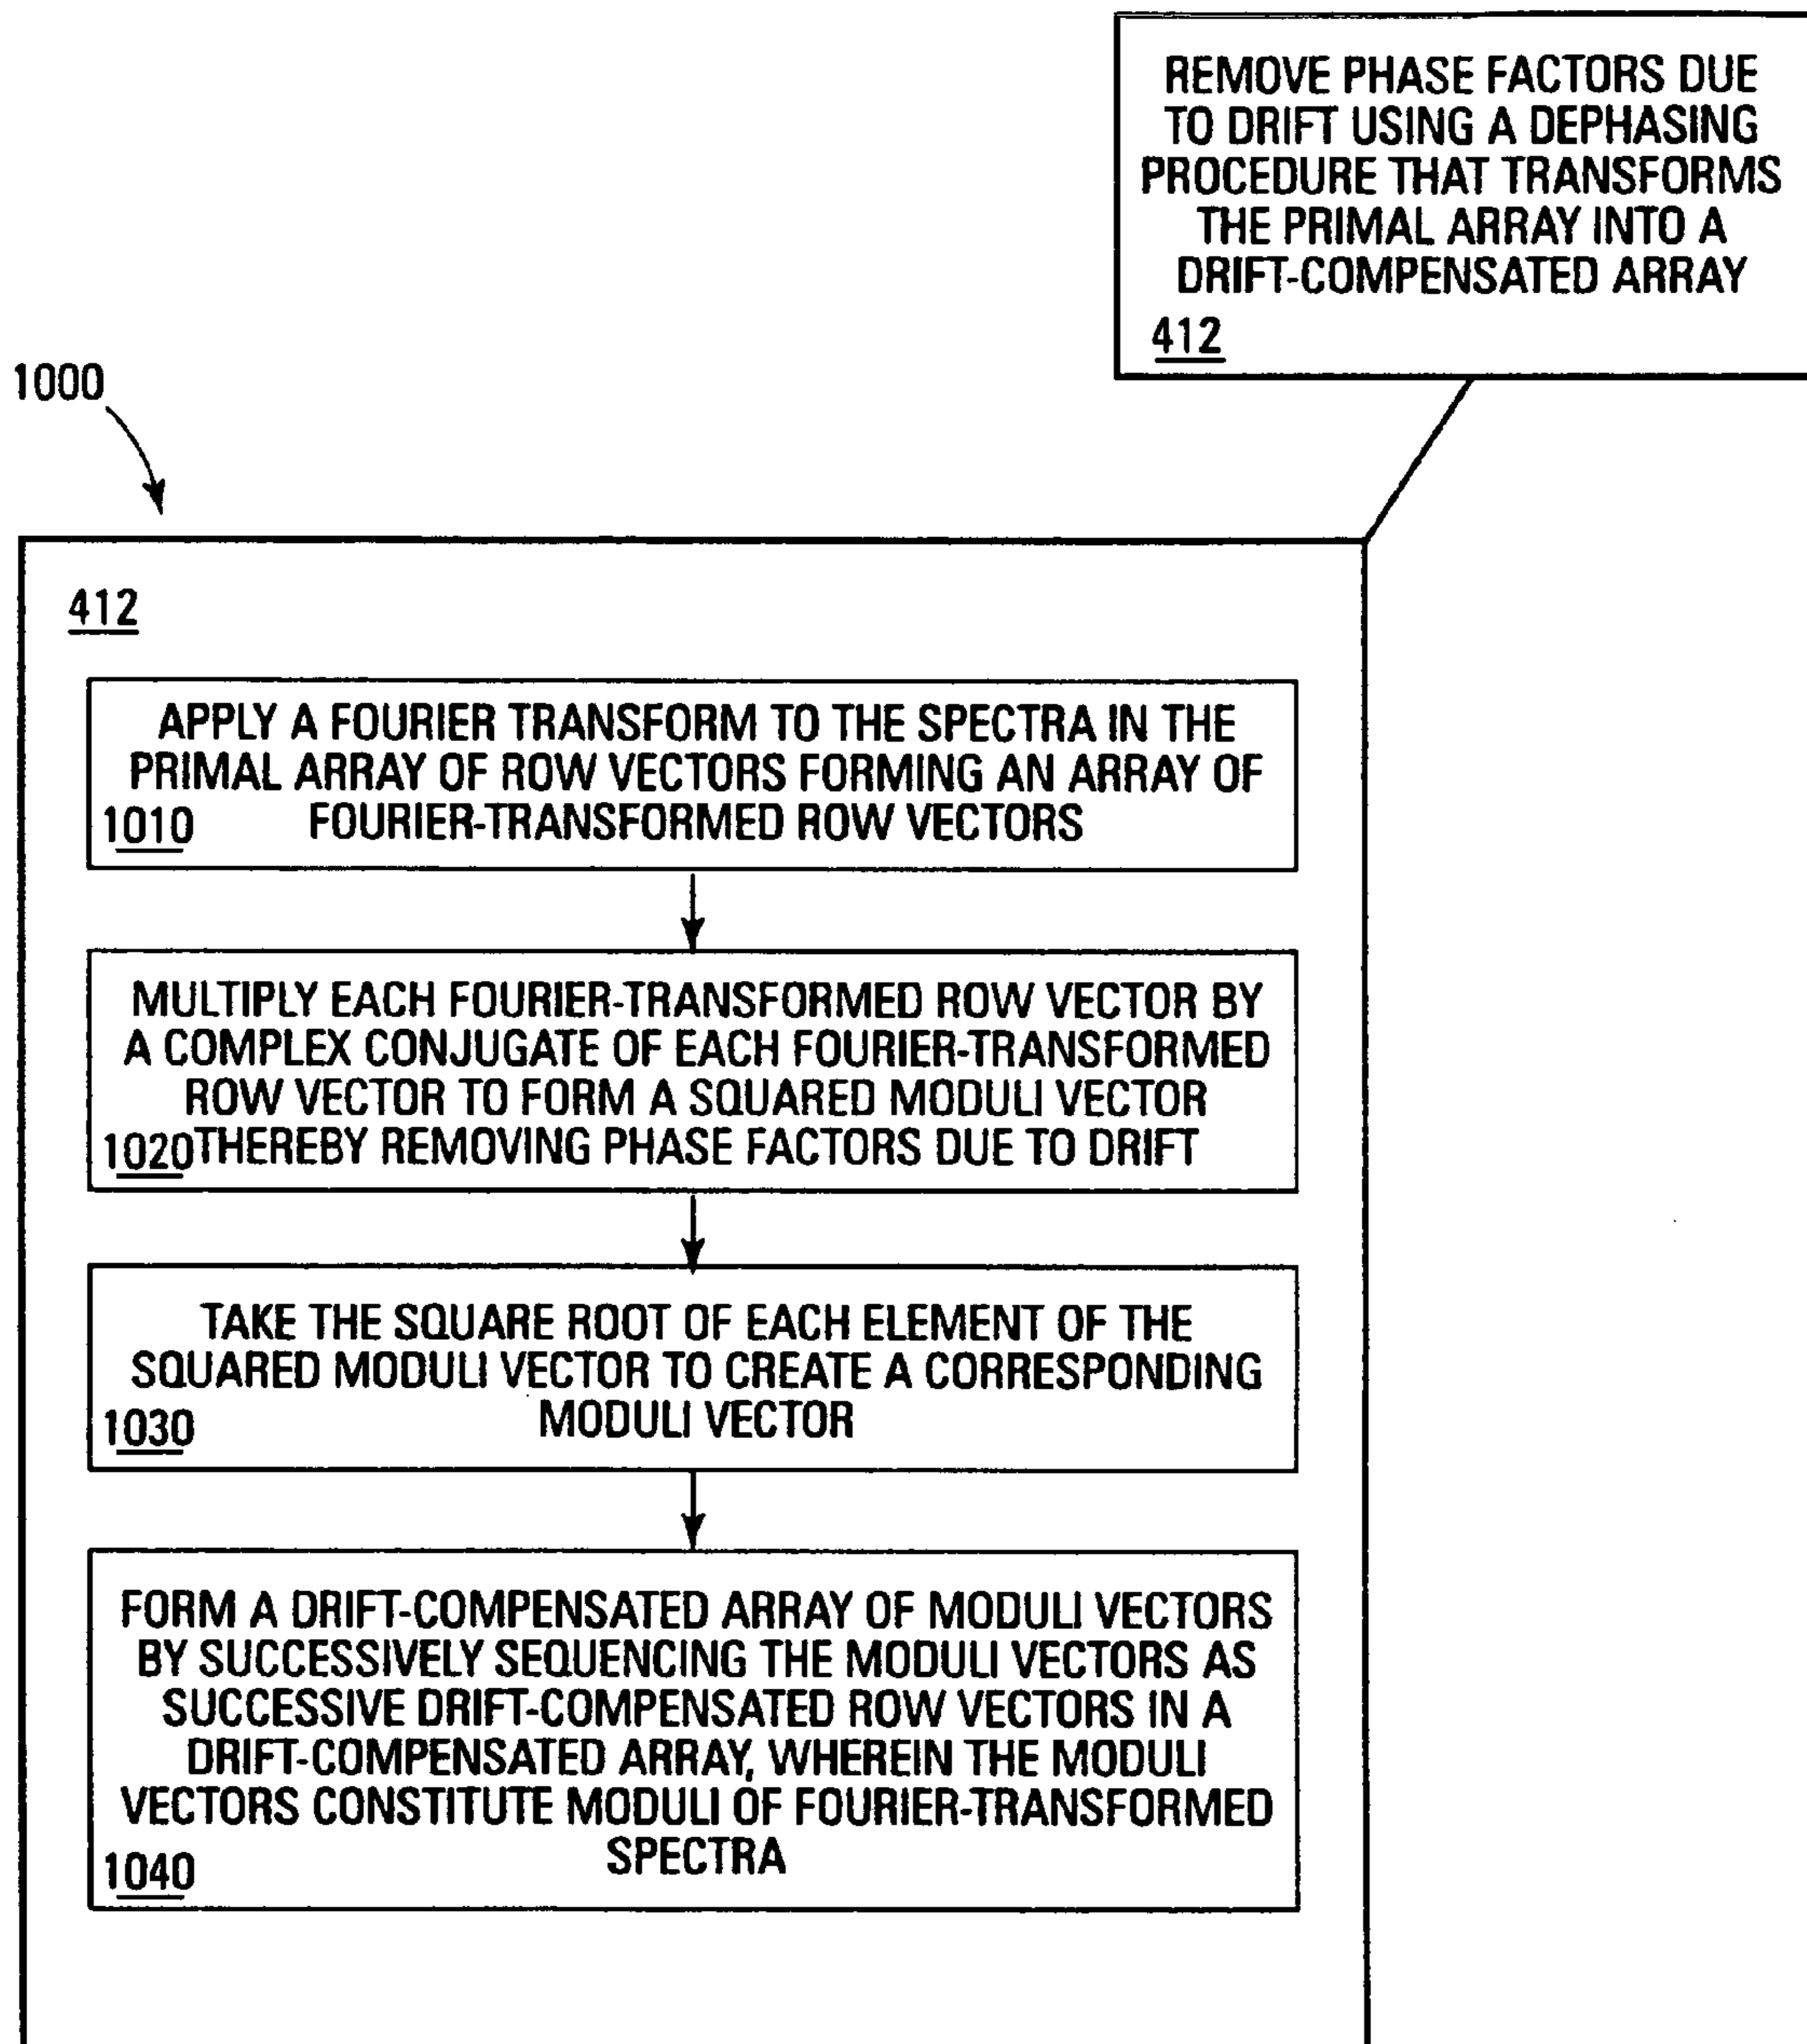 REMOVE PHASE FACTORS DUE
TO DRIFT USING A DEPHASING
PROCEDURE THAT TRANSFORMS
THE PRIMAL ARRAY INTO A
DRIFT-COMPENSATED ARRAY
412
1000
412
APPLY A FOURIER TRANSFORM TO THE SPECTRA IN THE
PRIMAL ARRAY OF ROW VECTORS FORMING AN ARRAY OF
1010 FOURIER-TRANSFORMED ROW VECTORS
MULTIPLY EACH FOURIER-TRANSFORMED ROW VECTOR BY
A COMPLEX CONJUGATE OF EACH FOURIER-TRANSFORMED
ROW VECTOR TO FORM A SQUARED MODULI VECTOR
1020 THEREBY REMOVING PHASE FACTORS DUE TO DRIFT
TAKE THE SQUARE ROOT OF EACH ELEMENT OF THE
SQUARED MODULI VECTOR TO CREATE A CORRESPONDING
1030 MODULI VECTOR
FORM A DRIFT-COMPENSATED ARRAY OF MODULI VECTORS
BY SUCCESSIVELY SEQUENCING THE MODULI VECTORS AS
SUCCESSIVE DRIFT-COMPENSATED ROW VECTORS IN A
DRIFT-COMPENSATED ARRAY, WHEREIN THE MODULI
VECTORS CONSTITUTE MODULI OF FOURIER-TRANSFORMED
SPECTRA
1040